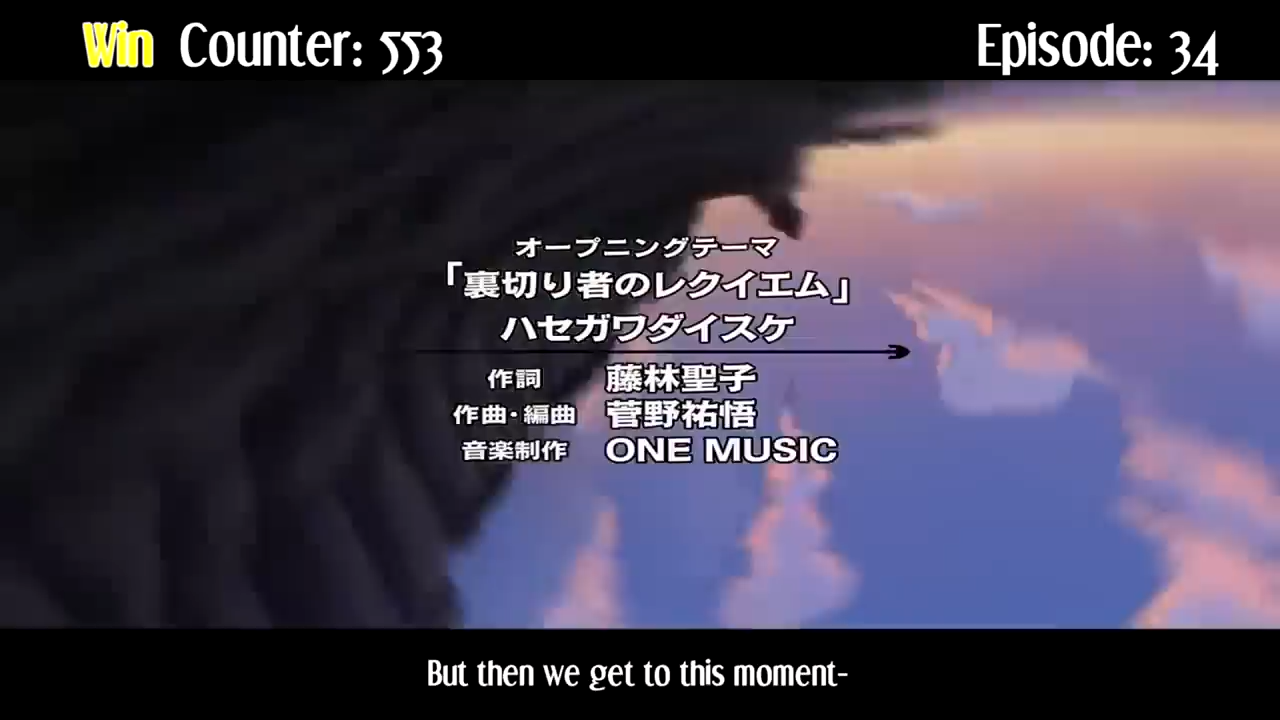 Win Counter: 553
Episode: 34
オープニングテーマ
「裏切り者のレクイエム」
ハセガワダイスケ
作詞 藤林聖子
作曲・編曲 菅野祐悟
音楽制作 ONE MUSIC
But then we get to this moment-